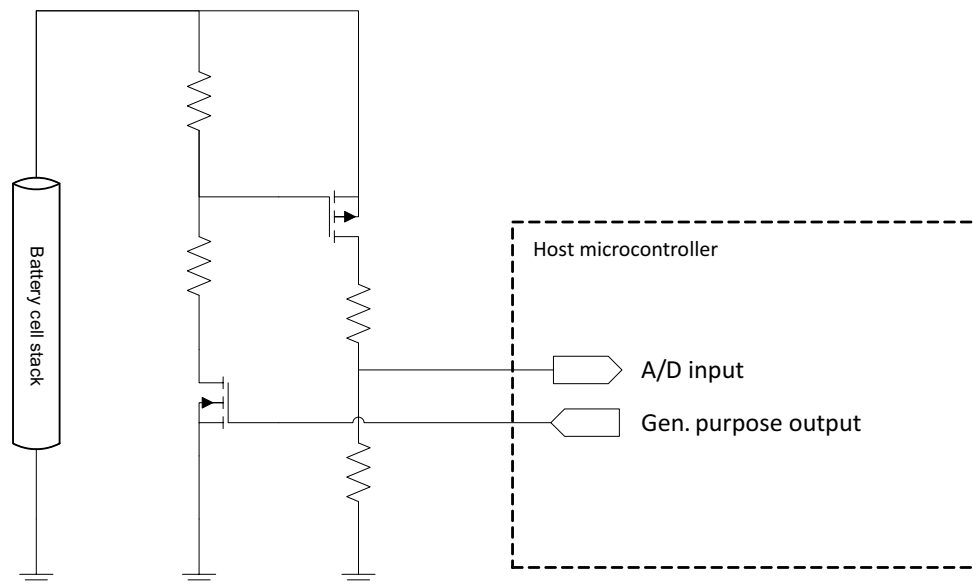 Battery cell stack
Host microcontroller
A/D input
Gen. purpose output